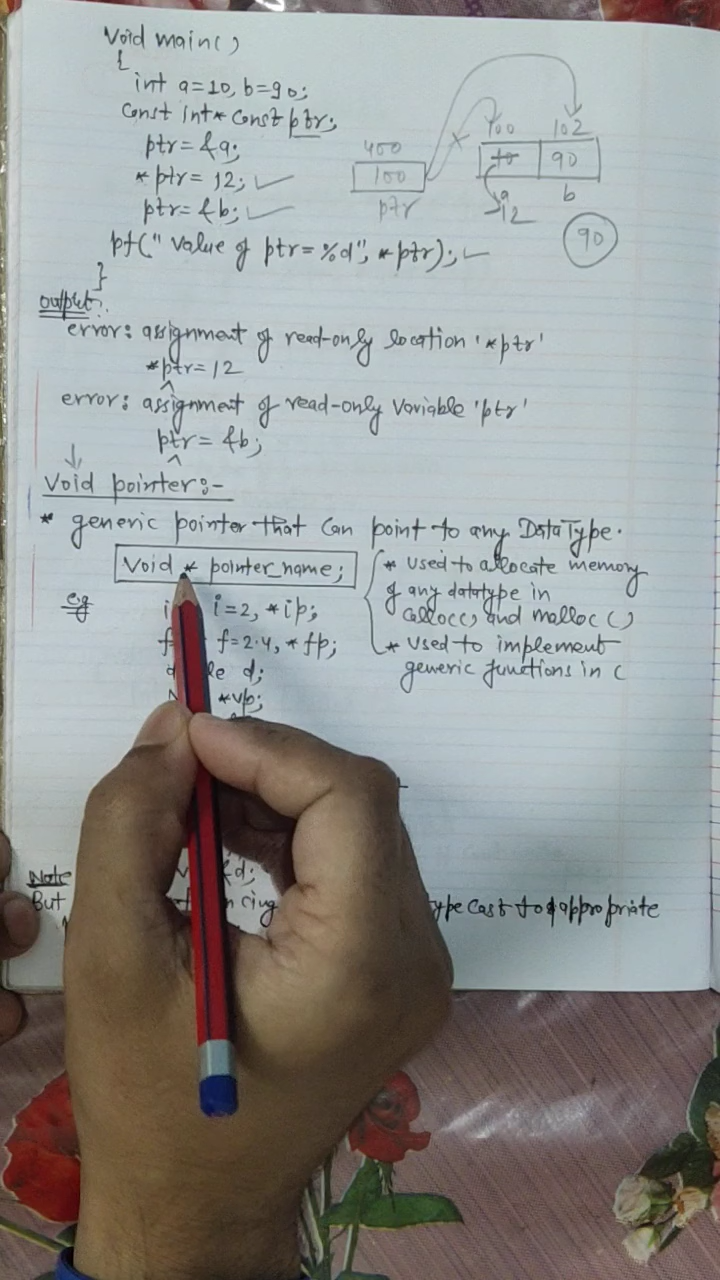 Void main()
{
int a=10, b=90;
Const int* Const ptr;
ptr = &a;
* ptr = 12;
ptr = &b;
pf(" Value of ptr = %d", *ptr);
}
400
100
ptr
100 102
10 90
a b
12
90
output:
error: assignment of read-only location '*ptr'
*ptr = 12
^
error: assignment of read-only Variable 'ptr'
ptr = &b;
^
Void pointer:-
* generic pointer that Can point to any DataType.
Void * pointer_name;
* used to allocate memory
of any datatype in
calloc() and malloc ()
* used to implement
generic functions in C
e.g
i=2, *ip;
f=2.4, *fp;
d;
*vp;
&d;
Note
But
type Cast to appropriate